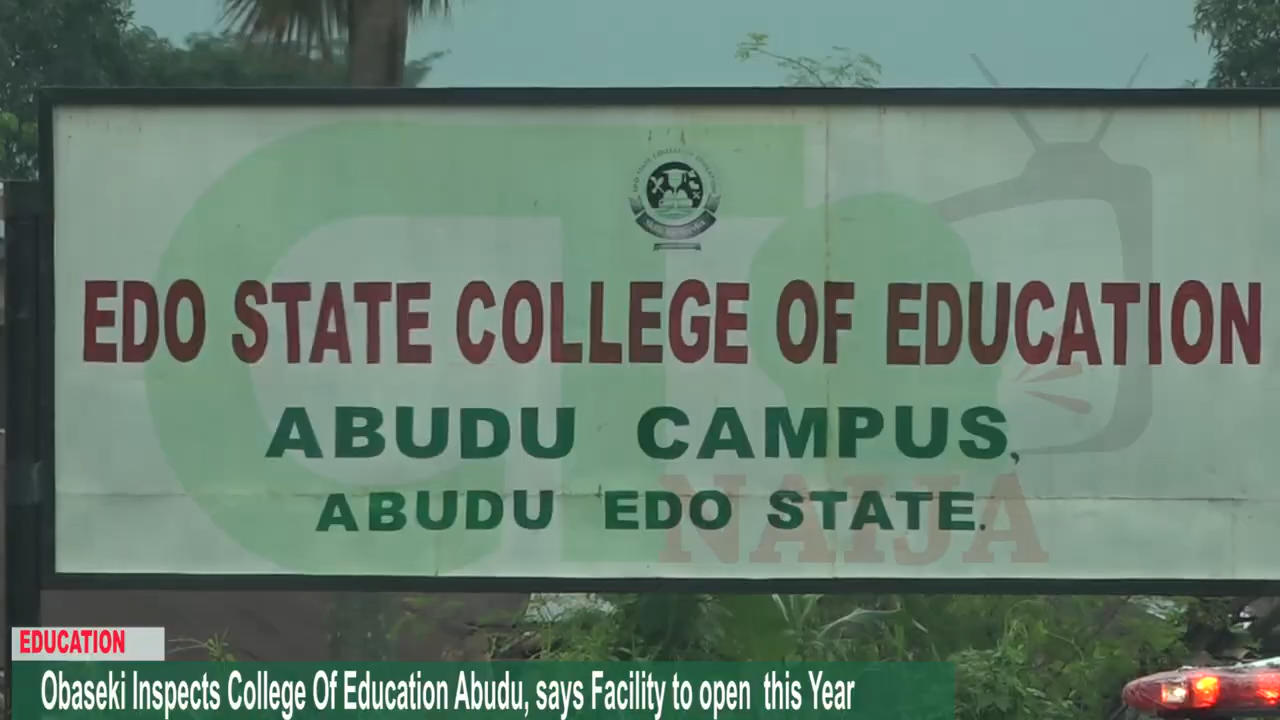 EDO STATE COLLEGE OF EDUCATION
ABUDU CAMPUS,
ABUDU EDO STATE.
NAIJA
EDUCATION
Obaseki Inspects College Of Education Abudu, says Facility to open this Year